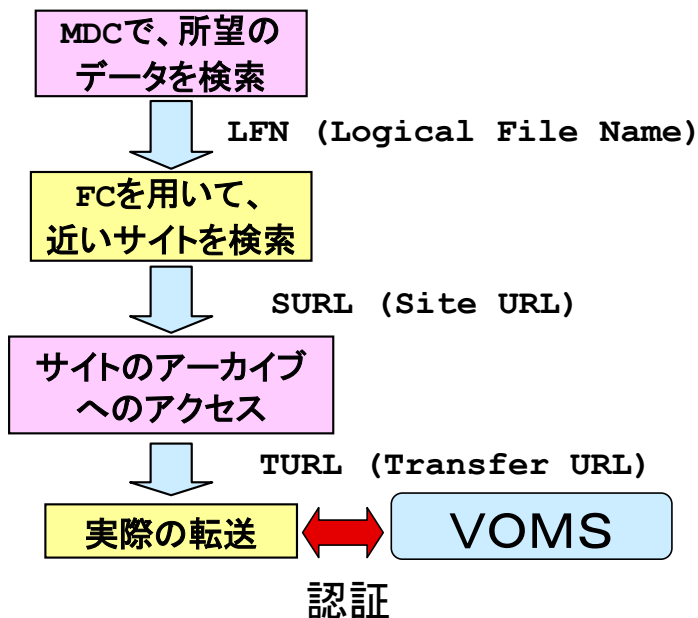 MDCで、所望の
データを検索
LFN (Logical File Name)
FCを用いて、
近いサイトを検索
SURL (Site URL)
サイトのアーカイブ
へのアクセス
TURL (Transfer URL)
実際の転送
VOMS
認証